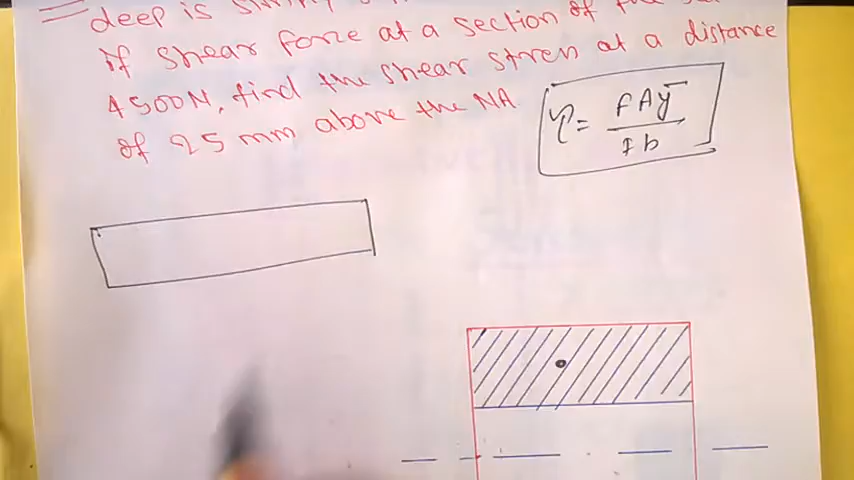 deep is
if shear force at a section of the
4500N, find the shear stress at a distance
of 25 mm above the NA.
τ = FAȳ / Ib